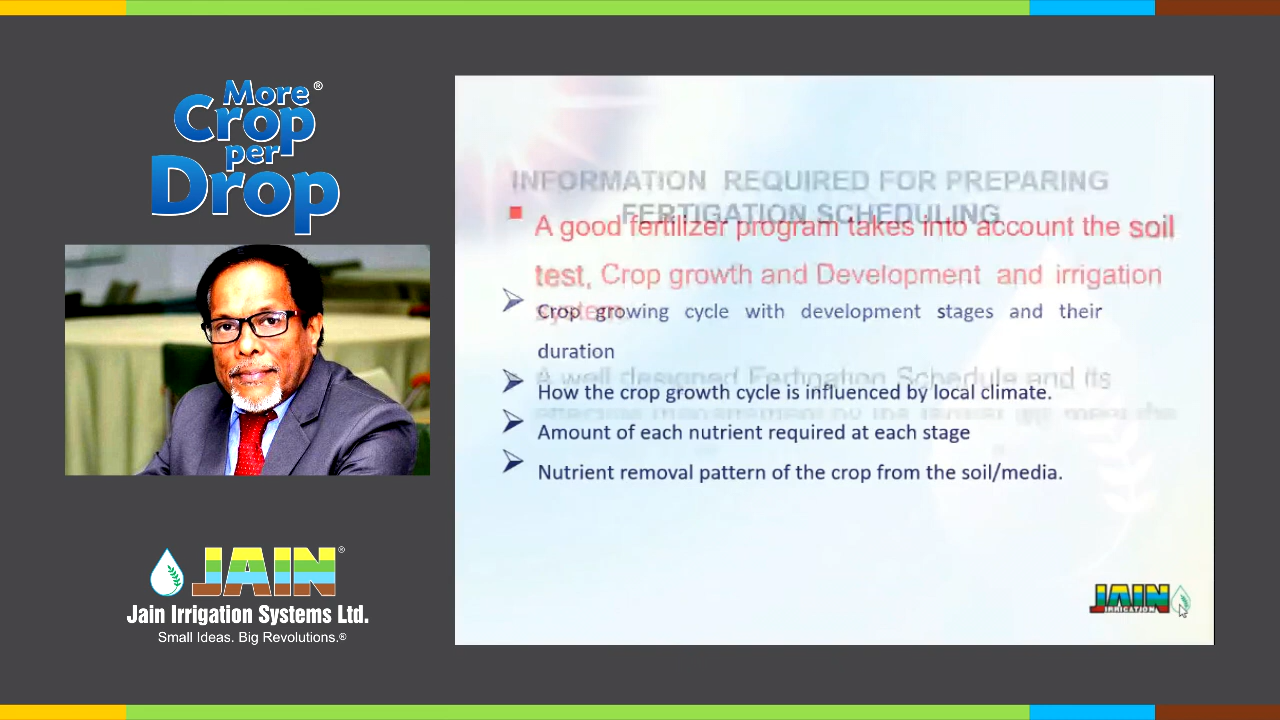 More®
Crop
per
Drop
JAIN®
Jain Irrigation Systems Ltd.
Small Ideas. Big Revolutions.®
INFORMATION REQUIRED FOR PREPARING
FERTIGATION SCHEDULING
A good fertilizer program takes into account the soil
test, Crop growth and Development and irrigation
system
Crop growing cycle with development stages and their
duration
A well designed Fertigation Schedule and its
How the crop growth cycle is influenced by local climate.
Amount of each nutrient required at each stage
Nutrient removal pattern of the crop from the soil/media.
JAIN
IRRIGATION